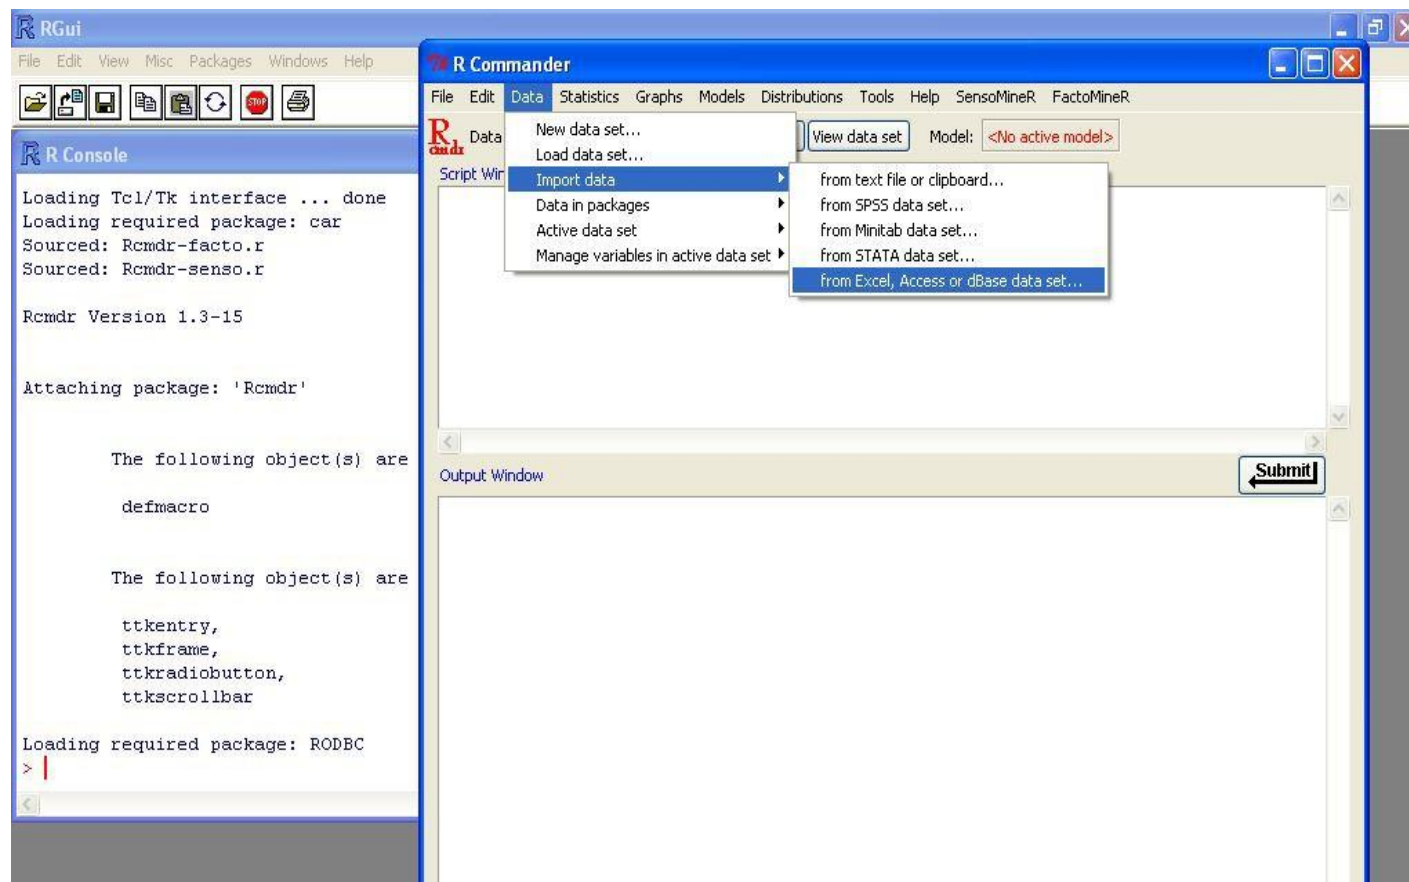 RGui
File Edit View Misc Packages Windows Help
STOP
R Console
Loading Tcl/Tk interface ... done
Loading required package: car
Sourced: Rcmdr-facto.r
Sourced: Rcmdr-senso.r
Rcmdr Version 1.3-15
Attaching package: 'Rcmdr'
The following object(s) are
defmacro
The following object(s) are
ttkentry,
ttkframe,
ttkradiobutton,
ttkscrollbar
Loading required package: RODBC
>
R Commander
File Edit Data Statistics Graphs Models Distributions Tools Help SensoMineR FactoMineR
R cmdr Data View data set Model: <No active model>
New data set...
Load data set...
Import data
Data in packages
Active data set
Manage variables in active data set
from text file or clipboard...
from SPSS data set...
from Minitab data set...
from STATA data set...
from Excel, Access or dBase data set...
Script Win
Output Window
Submit